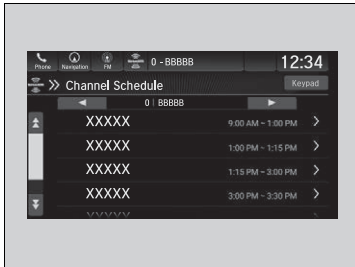 Phone Navigation FM 0 - BBBBB 12:34
Channel Schedule Keypad
0 | BBBBB
XXXXX 9:00 AM ~ 1:00 PM
XXXXX 1:00 PM ~ 1:15 PM
XXXXX 1:15 PM ~ 3:00 PM
XXXXX 3:00 PM ~ 3:30 PM